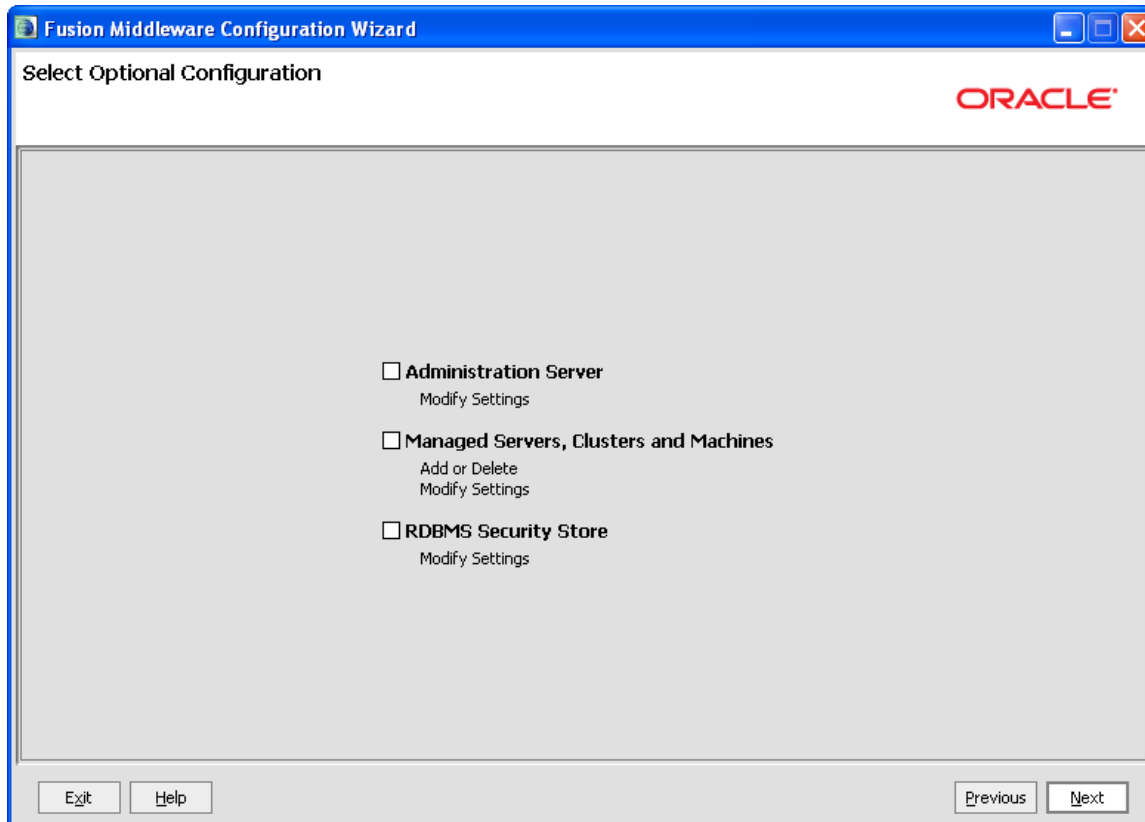 Fusion Middleware Configuration Wizard
Select Optional Configuration
ORACLE
Administration Server
Modify Settings
Managed Servers, Clusters and Machines
Add or Delete
Modify Settings
RDBMS Security Store
Modify Settings
Exit Help Previous Next